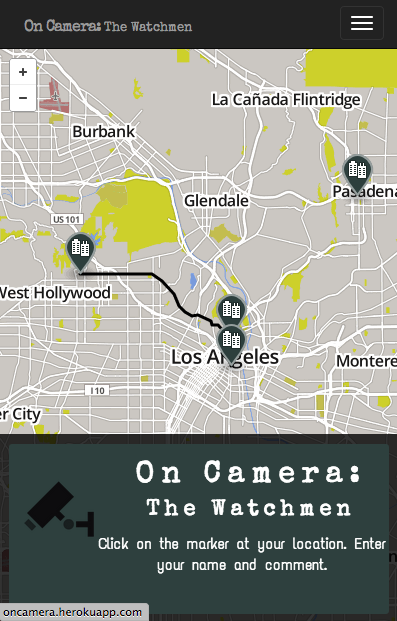 On Camera: The Watchmen
+
−
La Cañada Flintridge
Burbank
Pasadena
Glendale
US 101
West Hollywood
Los Angeles
Montere
I 10
er City
On Camera:
The Watchmen
Click on the marker at your location. Enter
your name and comment.
oncamera.herokuapp.com